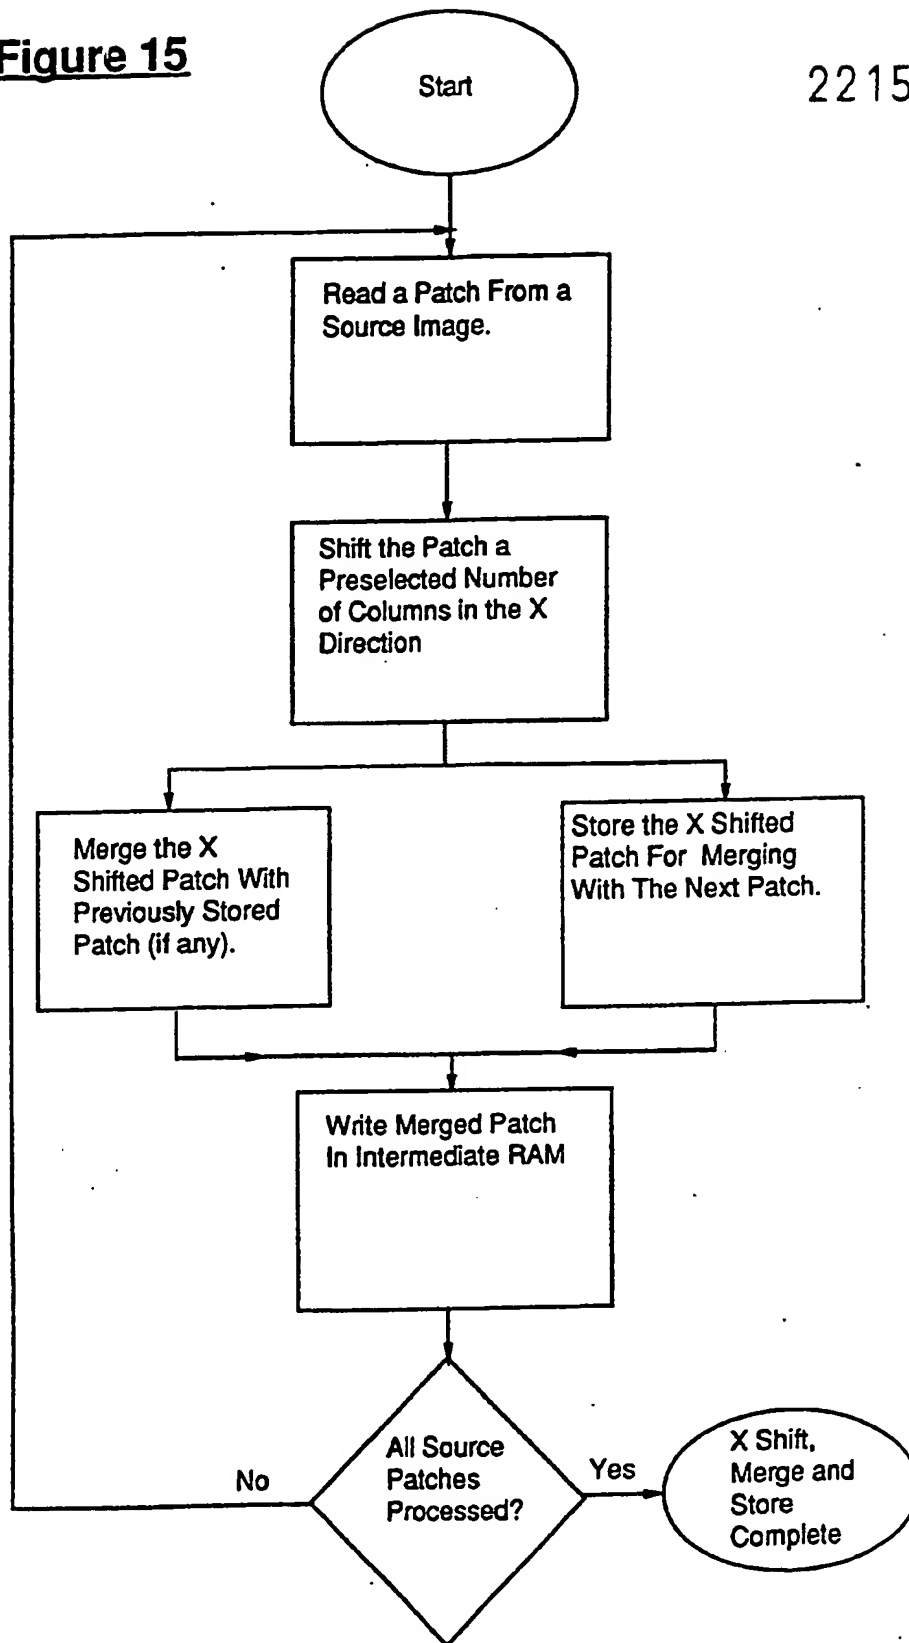 Figure 15
2215
Start
Read a Patch From a
Source Image.
Shift the Patch a
Preselected Number
of Columns in the X
Direction
Merge the X
Shifted Patch With
Previously Stored
Patch (if any).
Store the X Shifted
Patch For Merging
With The Next Patch.
Write Merged Patch
In Intermediate RAM
All Source
Patches
Processed?
No
Yes
X Shift,
Merge and
Store
Complete